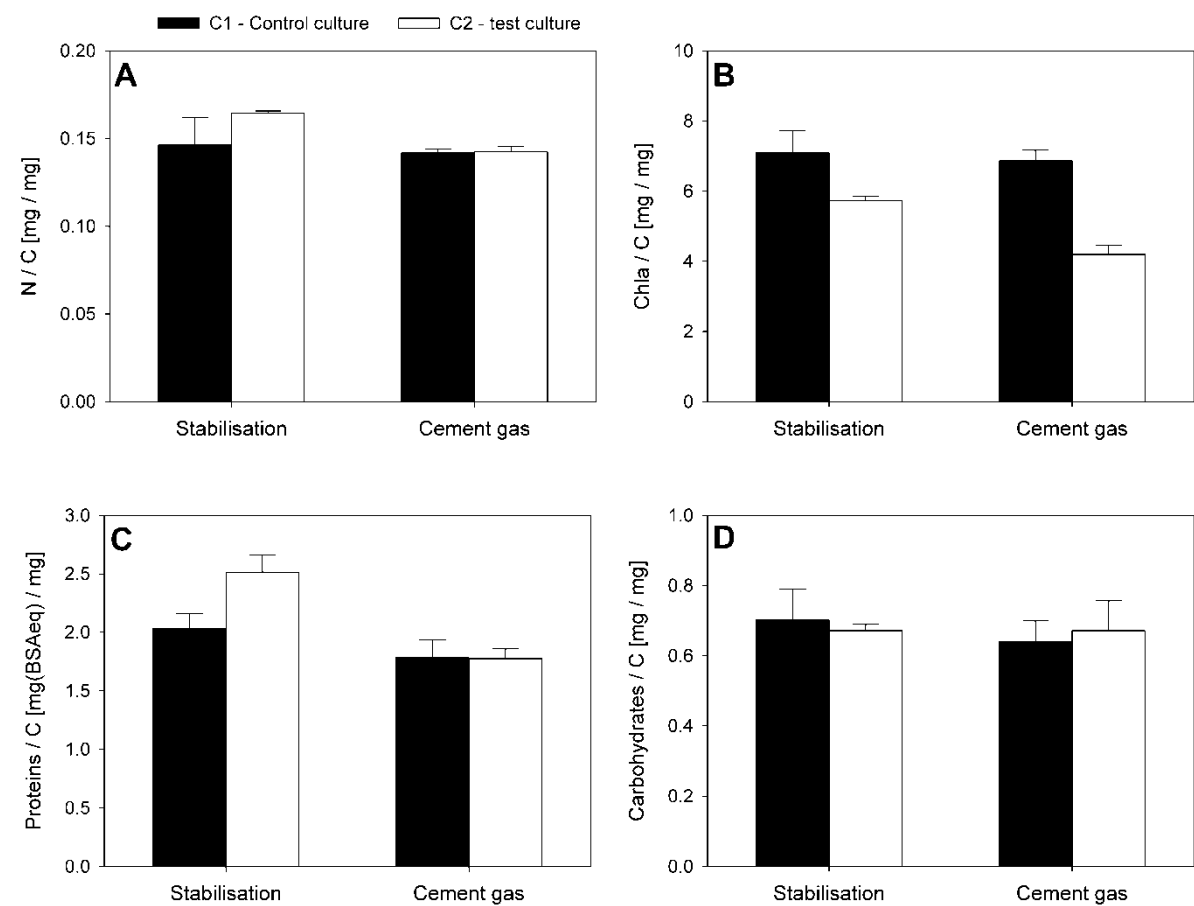 C1 - Control culture C2 - test culture
A
N / C [mg / mg]
0.20
0.15
0.10
0.05
0.00
Stabilisation Cement gas
B
Chla / C [mg / mg]
10
8
6
4
2
0
Stabilisation Cement gas
C
Proteins / C [mg(BSAeq) / mg]
3.0
2.5
2.0
1.5
1.0
0.5
0.0
Stabilisation Cement gas
D
Carbohydrates / C [mg / mg]
1.0
0.8
0.6
0.4
0.2
0.0
Stabilisation Cement gas